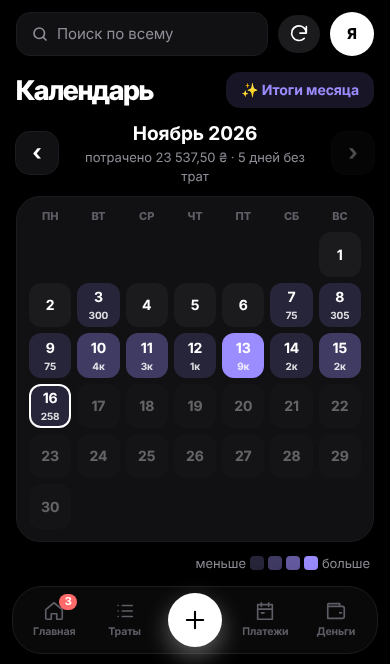 Поиск по всему
Я
Календарь
✨ Итоги месяца
‹
Ноябрь 2026
›
потрачено 23 537,50 ₴ · 5 дней без
трат
ПН ВТ СР ЧТ ПТ СБ ВС
1
2 3 4 5 6 7 8
300 75 305
9 10 11 12 13 14 15
75 4к 3к 1к 9к 2к 2к
16 17 18 19 20 21 22
258
23 24 25 26 27 28 29
30
меньше больше
3
Главная Траты + Платежи Деньги